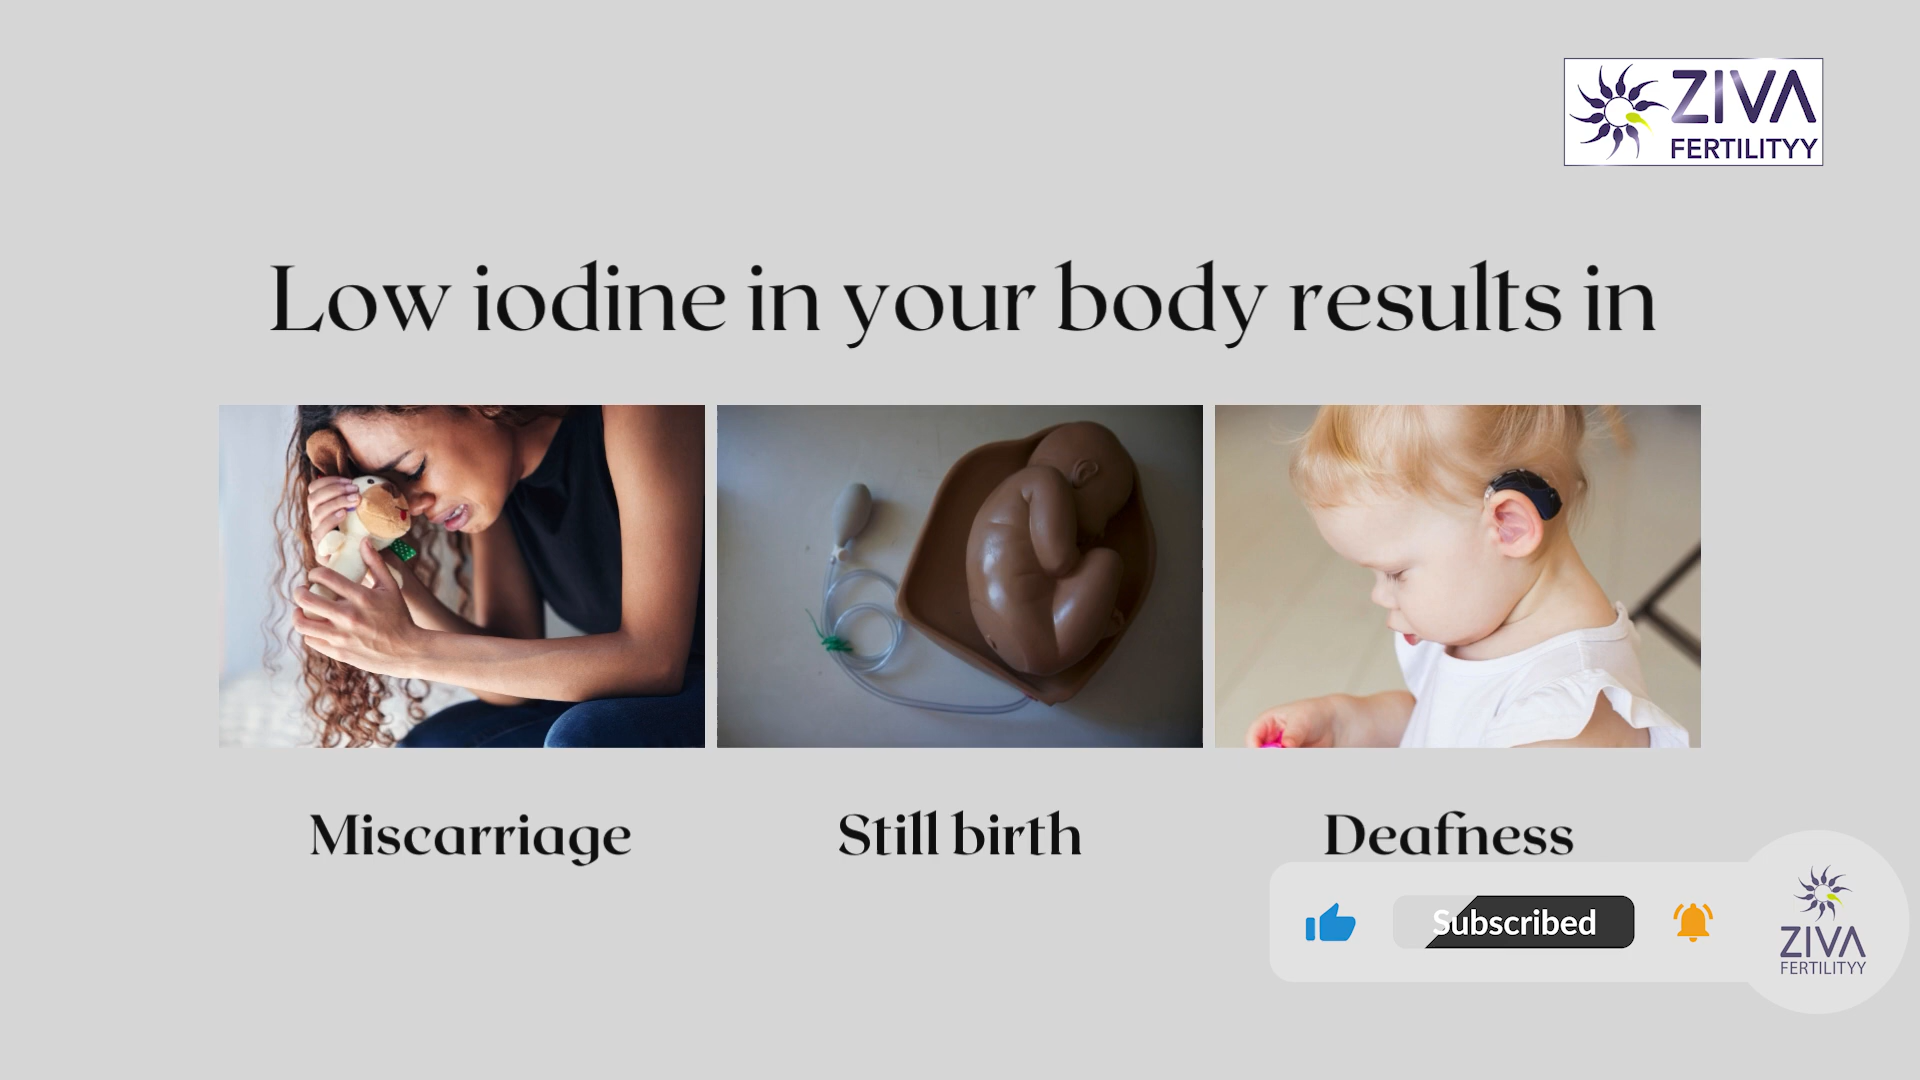 ZIVA
FERTILITYY
Low iodine in your body results in
Miscarriage
Still birth
Deafness
Subscribed
ZIVA
FERTILITYY